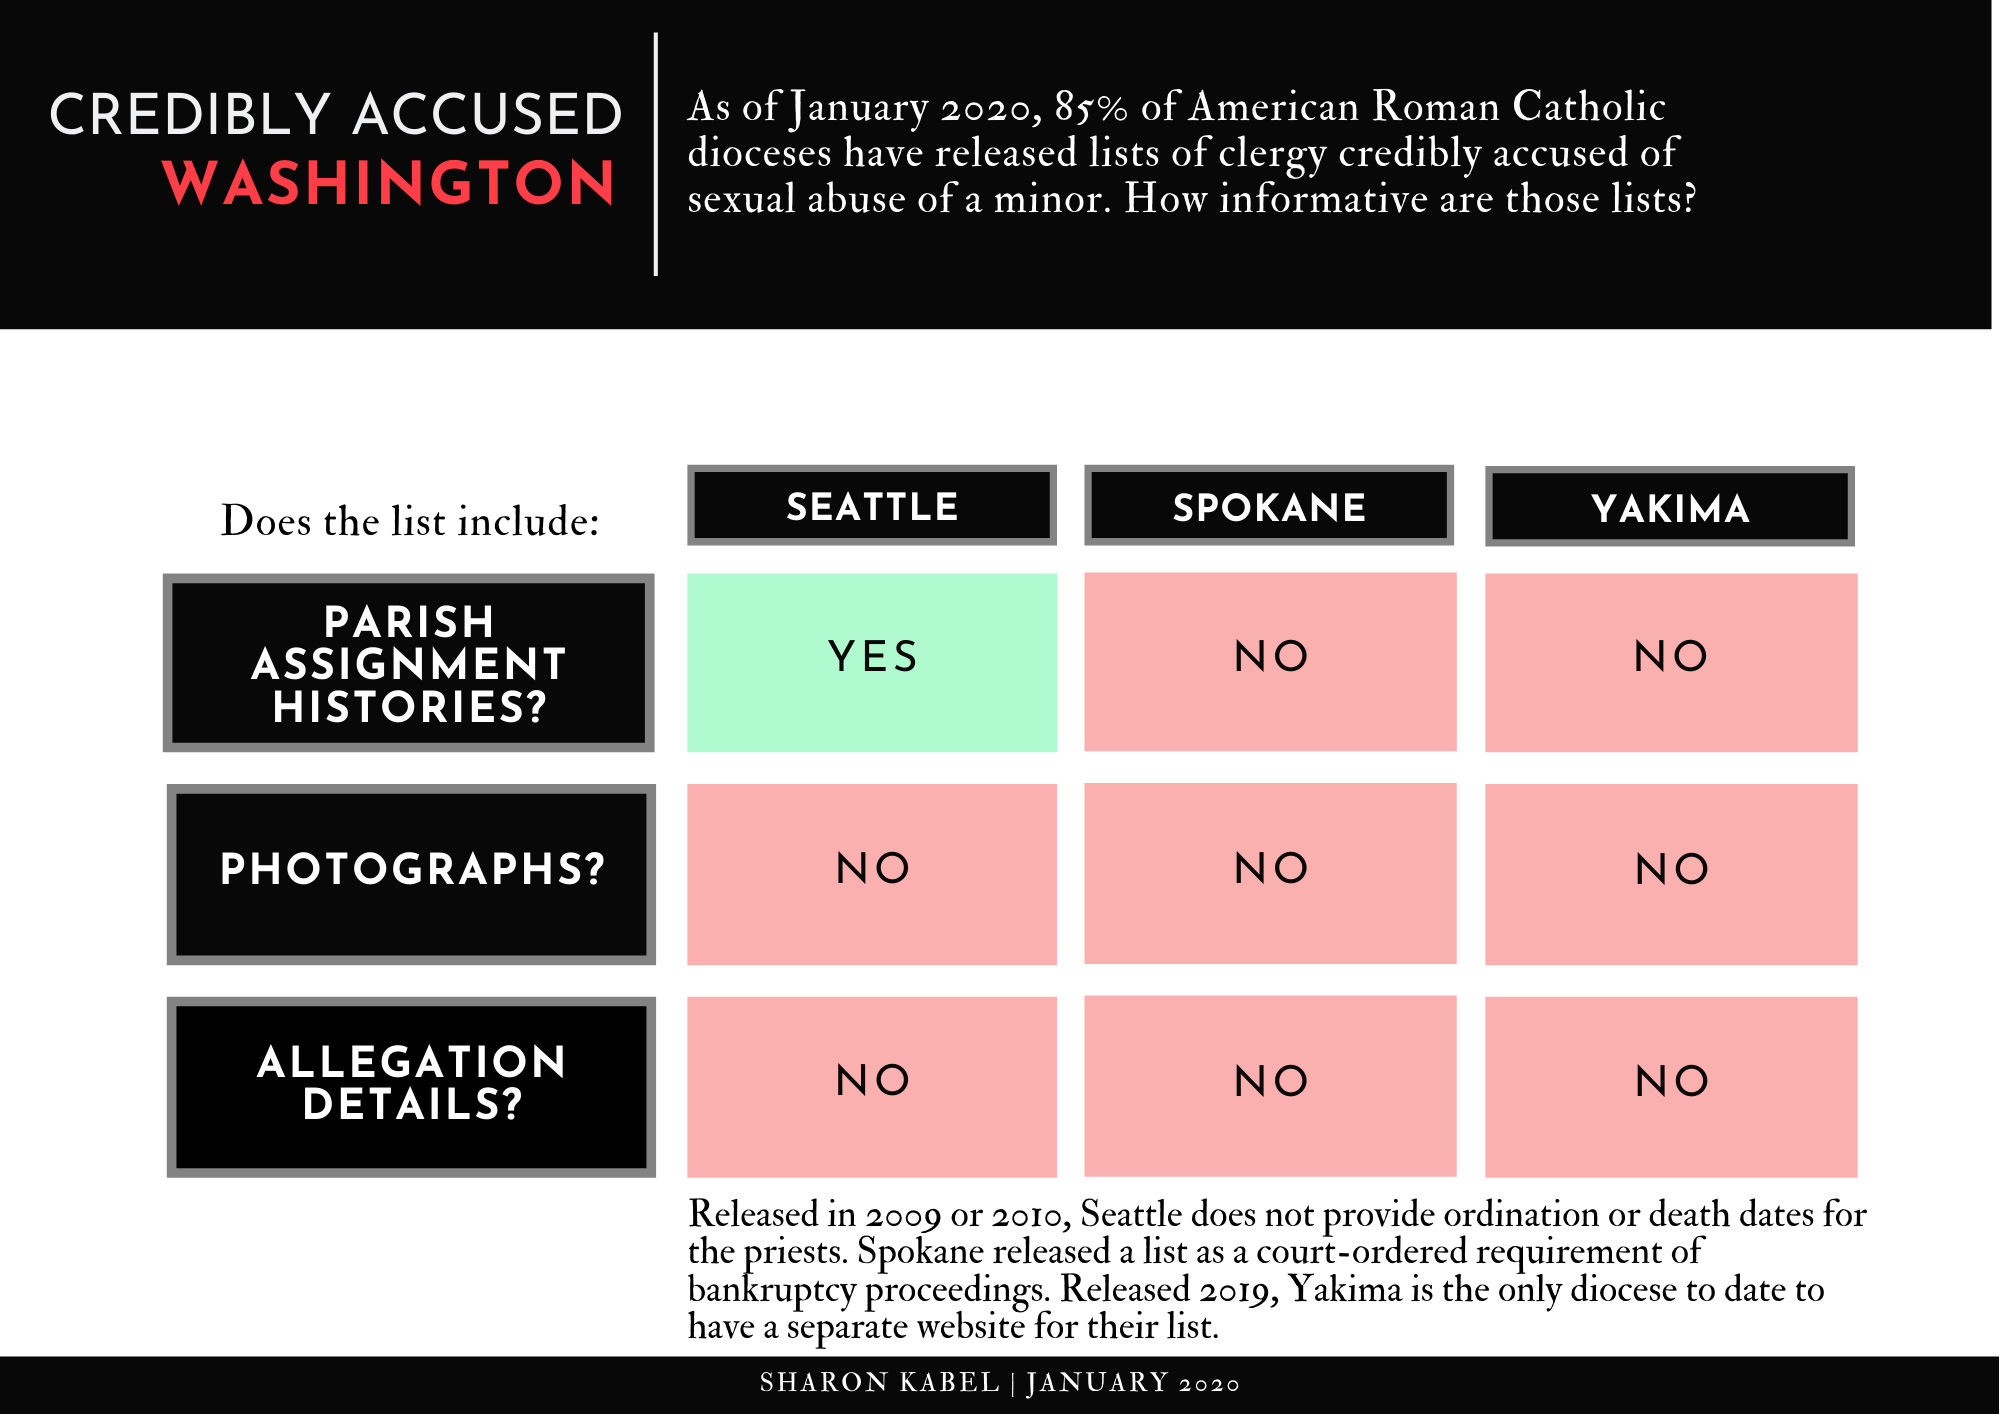 CREDIBLY ACCUSED
WASHINGTON
As of January 2020, 85% of American Roman Catholic
dioceses have released lists of clergy credibly accused of
sexual abuse of a minor. How informative are those lists?
Does the list include:
SEATTLE
SPOKANE
YAKIMA
PARISH
ASSIGNMENT
HISTORIES?
YES
NO
NO
PHOTOGRAPHS?
NO
NO
NO
ALLEGATION
DETAILS?
NO
NO
NO
Released in 2009 or 2010, Seattle does not provide ordination or death dates for
the priests. Spokane released a list as a court-ordered requirement of
bankruptcy proceedings. Released 2019, Yakima is the only diocese to date to
have a separate website for their list.
SHARON KABEL | JANUARY 2020